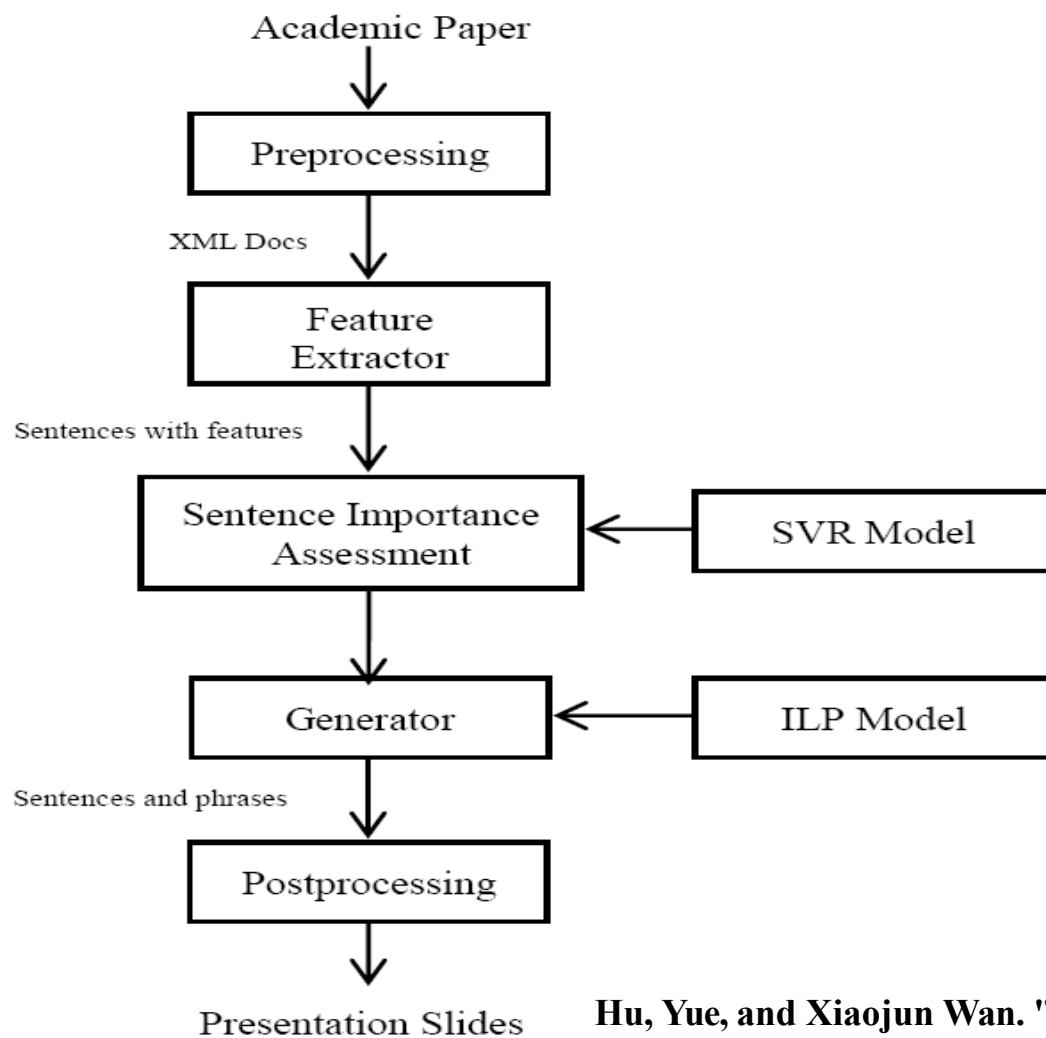 Academic Paper
Preprocessing
XML Docs
Feature
Extractor
Sentences with features
Sentence Importance
Assessment
SVR Model
Generator
ILP Model
Sentences and phrases
Postprocessing
Presentation Slides
Hu, Yue, and Xiaojun Wan. "